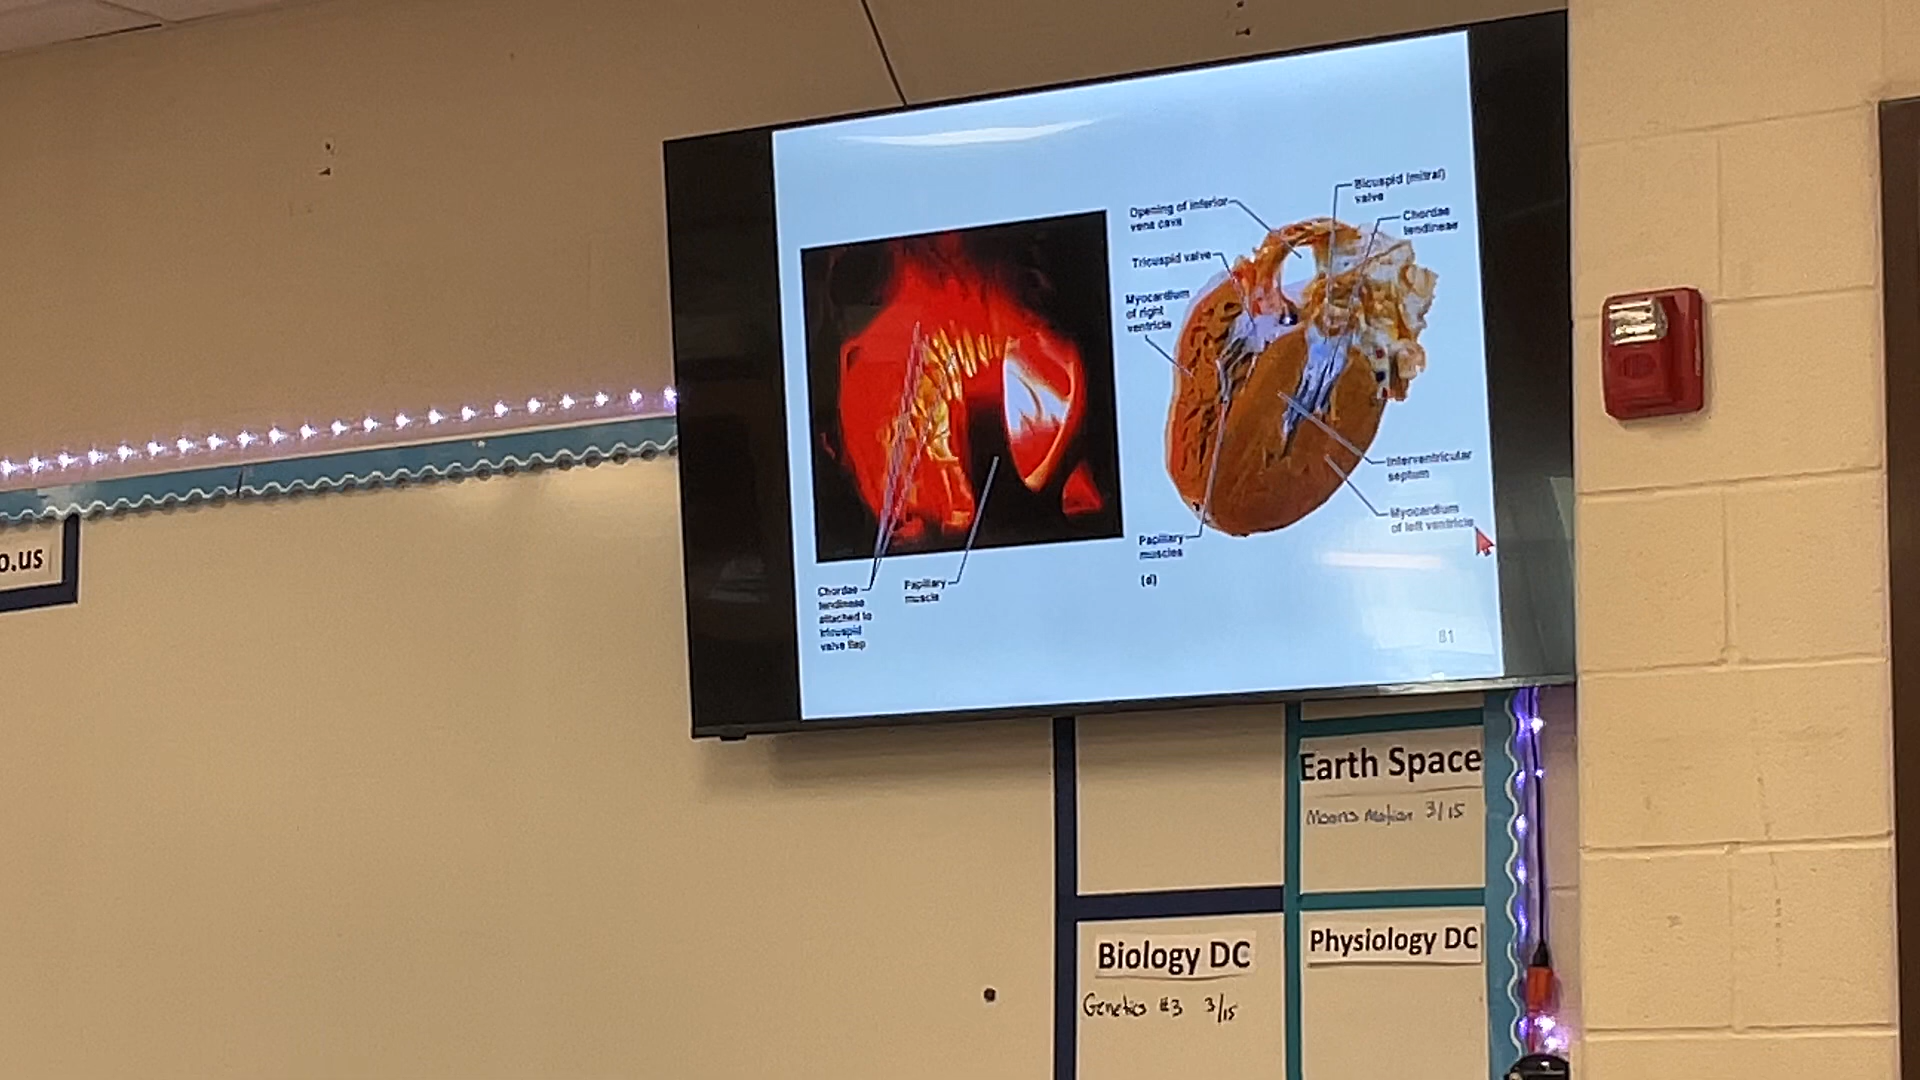 Opening of inferior
vena cava
Tricuspid valve
Myocardium
of right
ventricle
Bicuspid (mitral)
valve
Chordae
tendineae
Interventricular
septum
Myocardium
of left ventricle
Papillary
muscles
(d)
Chordae
tendineae
attached to
tricuspid
valve flap
Papillary
muscle
81
o.us
Earth Space
Moons Motion 3/15
Biology DC
Genetics #3 3/15
Physiology DC